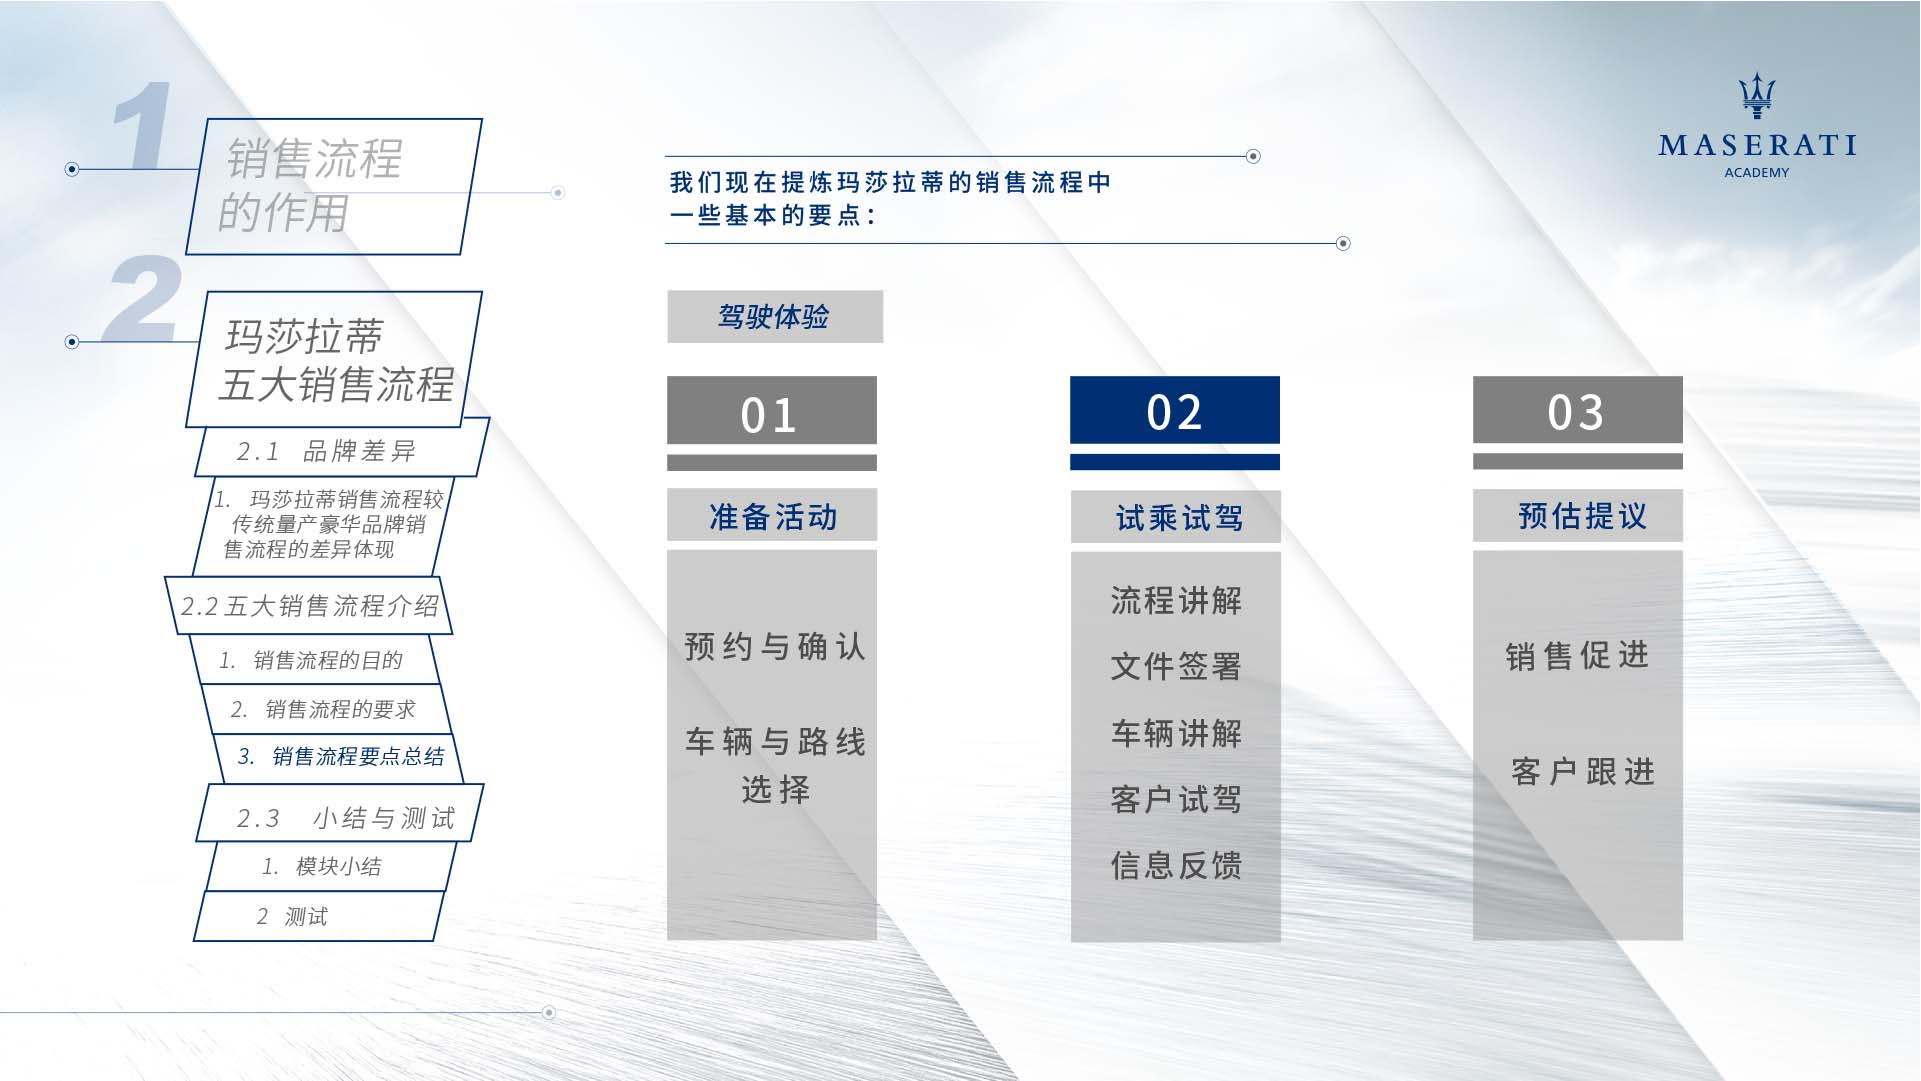 1
销售流程
的作用
2
玛莎拉蒂
五大销售流程
2.1 品牌差异
1. 玛莎拉蒂销售流程较
传统量产豪华品牌销
售流程的差异体现
2.2五大销售流程介绍
1. 销售流程的目的
2. 销售流程的要求
3. 销售流程要点总结
2.3 小结与测试
1. 模块小结
2 测试
我们现在提炼玛莎拉蒂的销售流程中
一些基本的要点：
MASERATI
ACADEMY
驾驶体验
01
准备活动
预约与确认
车辆与路线
选择
02
试乘试驾
流程讲解
文件签署
车辆讲解
客户试驾
信息反馈
03
预估提议
销售促进
客户跟进